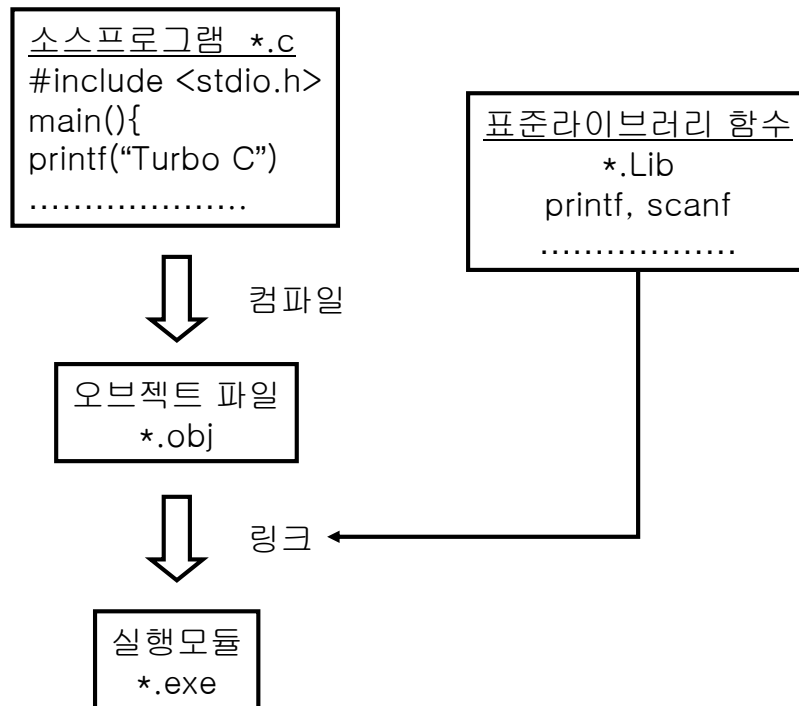 소스프로그램 *.c
#include <stdio.h>
main(){
printf(“Turbo C”)
....................
표준라이브러리 함수
*.Lib
printf, scanf
..................
컴파일
오브젝트 파일
*.obj
링크
실행모듈
*.exe